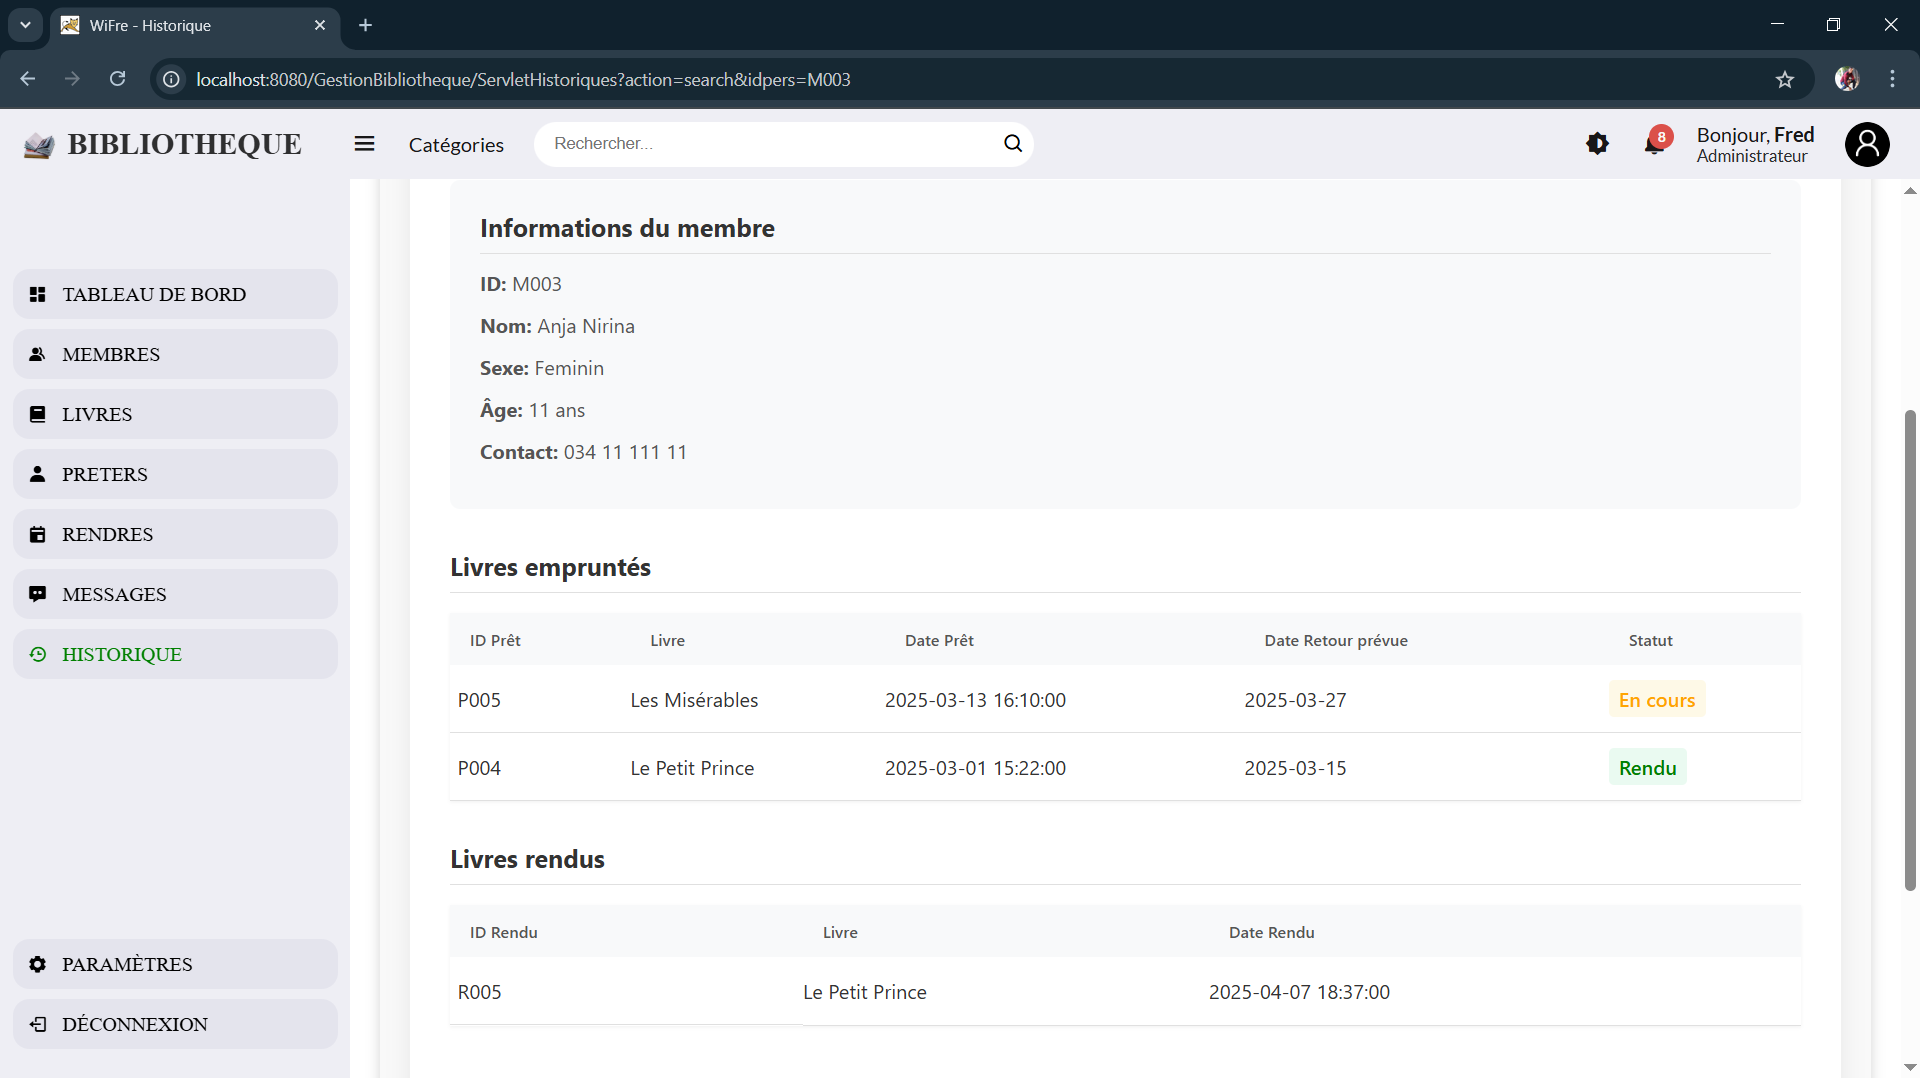 WiFre - Historique
localhost:8080/GestionBibliotheque/ServletHistoriques?action=search&idpers=M003
BIBLIOTHEQUE
Catégories
Rechercher...
8
Bonjour, Fred
Administrateur
TABLEAU DE BORD
MEMBRES
LIVRES
PRETERS
RENDRES
MESSAGES
HISTORIQUE
PARAMÈTRES
DÉCONNEXION
Informations du membre
ID: M003
Nom: Anja Nirina
Sexe: Feminin
Âge: 11 ans
Contact: 034 11 111 11
Livres empruntés
ID Prêt Livre Date Prêt Date Retour prévue Statut
P005 Les Misérables 2025-03-13 16:10:00 2025-03-27 En cours
P004 Le Petit Prince 2025-03-01 15:22:00 2025-03-15 Rendu
Livres rendus
ID Rendu Livre Date Rendu
R005 Le Petit Prince 2025-04-07 18:37:00